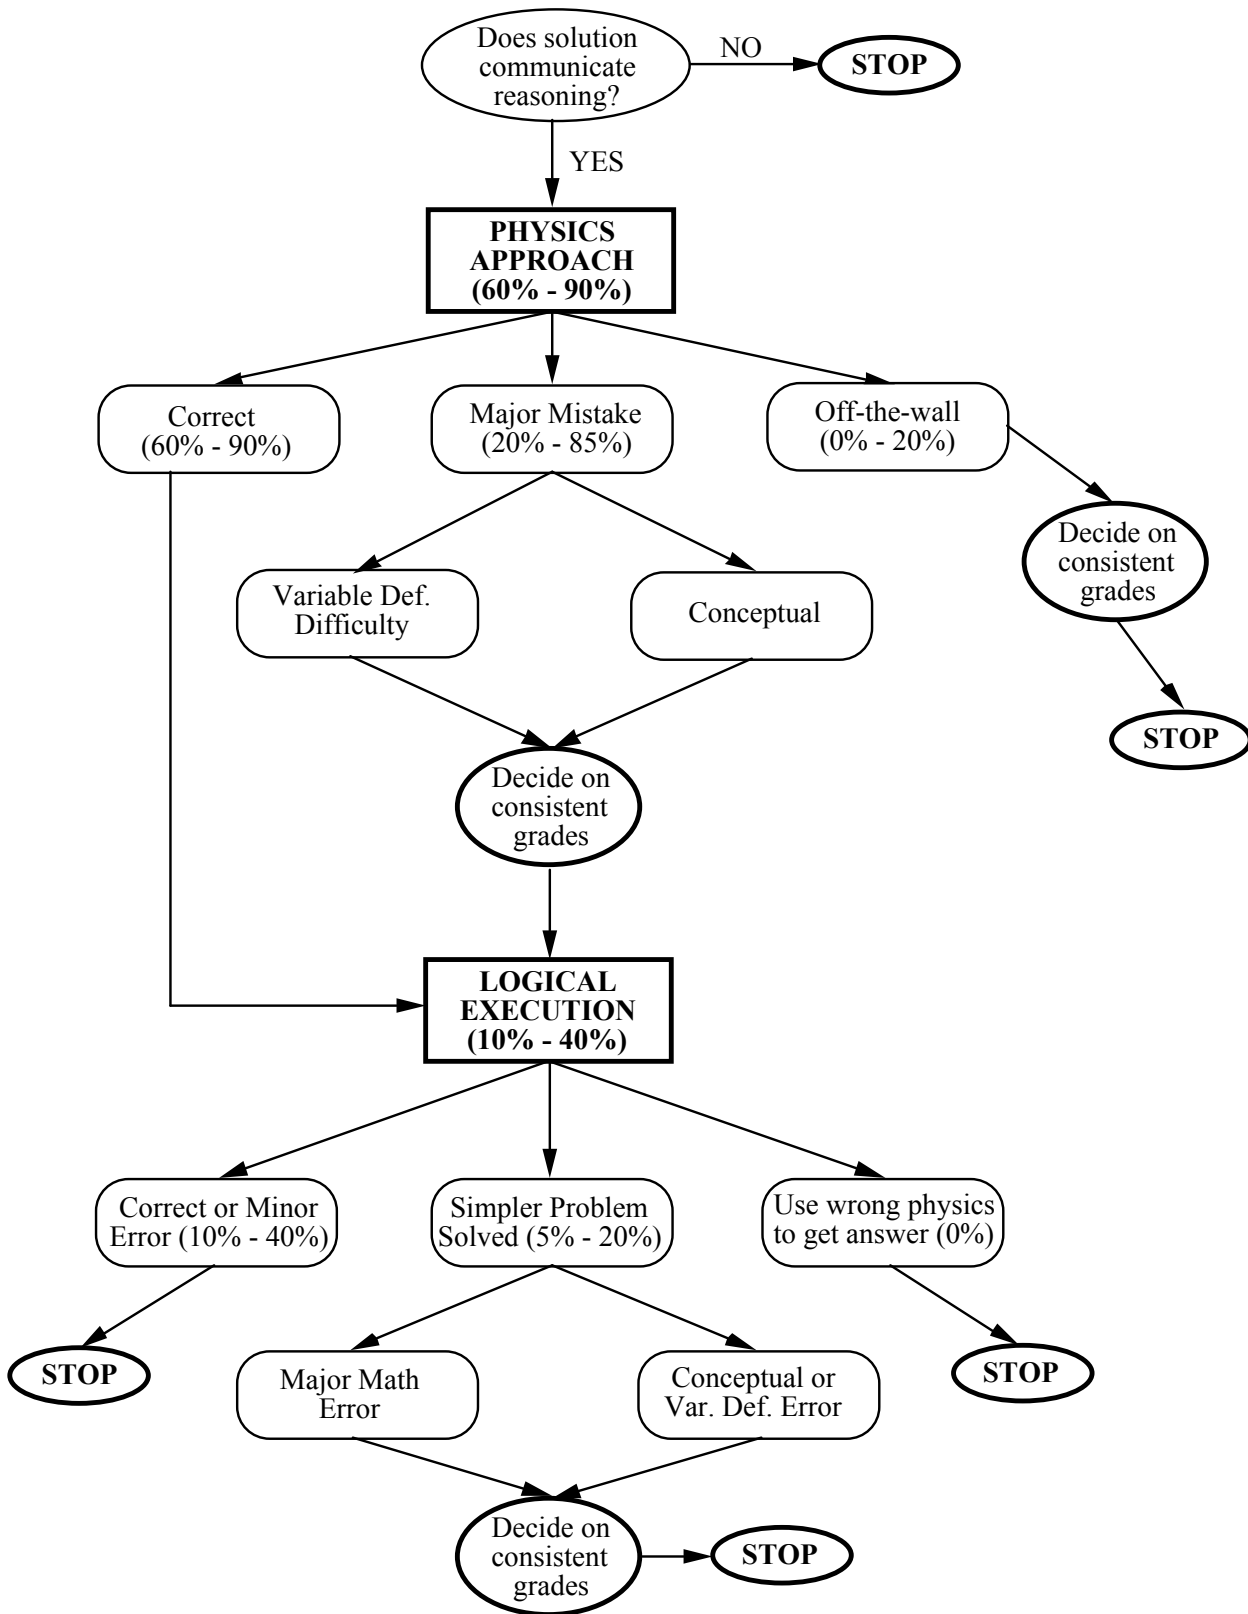 Does solution
communicate
reasoning?
NO
STOP
YES
PHYSICS
APPROACH
(60% - 90%)
Correct
(60% - 90%)
Major Mistake
(20% - 85%)
Off-the-wall
(0% - 20%)
Decide on
consistent
grades
STOP
Variable Def.
Difficulty
Conceptual
Decide on
consistent
grades
LOGICAL
EXECUTION
(10% - 40%)
Correct or Minor
Error (10% - 40%)
Simpler Problem
Solved (5% - 20%)
Use wrong physics
to get answer (0%)
STOP
Major Math
Error
Conceptual or
Var. Def. Error
STOP
Decide on
consistent
grades
STOP